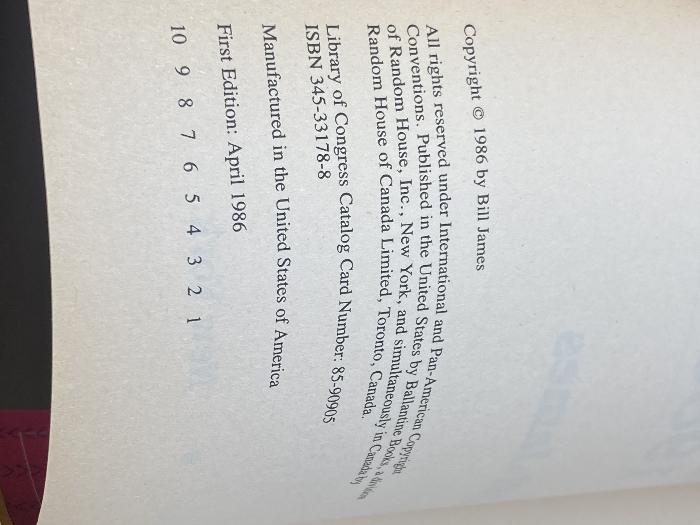 Copyright © 1986 by Bill James
All rights reserved under International and Pan-American Copyright
Conventions. Published in the United States by Ballantine Books, a division
of Random House, Inc., New York, and simultaneously in Canada by
Random House of Canada Limited, Toronto, Canada.
Library of Congress Catalog Card Number: 85-90905
ISBN 345-33178-8
Manufactured in the United States of America
First Edition: April 1986
10 9 8 7 6 5 4 3 2 1